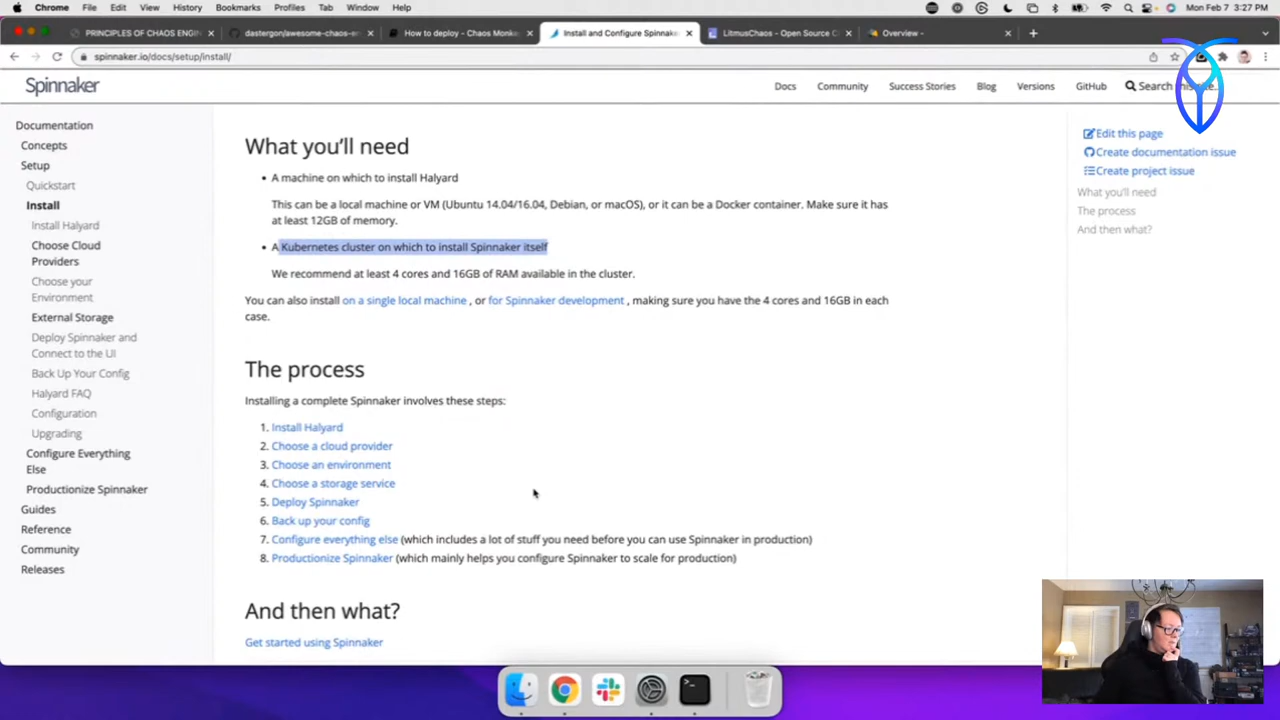 Chrome File Edit View History Bookmarks Profiles Tab Window Help Mon Feb 7 3:27 PM
PRINCIPLES OF CHAOS ENGIN dastergon/awesome-chaos-en How to deploy - Chaos Monke Install and Configure Spinnake LitmusChaos - Open Source C Overview -
spinnaker.io/docs/setup/install/
Spinnaker Docs Community Success Stories Blog Versions GitHub Search this site…
Documentation
Concepts
Setup
Quickstart
Install
Install Halyard
Choose Cloud
Providers
Choose your
Environment
External Storage
Deploy Spinnaker and
Connect to the UI
Back Up Your Config
Halyard FAQ
Configuration
Upgrading
Configure Everything
Else
Productionize Spinnaker
Guides
Reference
Community
Releases
What you'll need
• A machine on which to install Halyard
This can be a local machine or VM (Ubuntu 14.04/16.04, Debian, or macOS), or it can be a Docker container. Make sure it has
at least 12GB of memory.
• A Kubernetes cluster on which to install Spinnaker itself
We recommend at least 4 cores and 16GB of RAM available in the cluster.
You can also install on a single local machine , or for Spinnaker development , making sure you have the 4 cores and 16GB in each
case.
The process
Installing a complete Spinnaker involves these steps:
1. Install Halyard
2. Choose a cloud provider
3. Choose an environment
4. Choose a storage service
5. Deploy Spinnaker
6. Back up your config
7. Configure everything else (which includes a lot of stuff you need before you can use Spinnaker in production)
8. Productionize Spinnaker (which mainly helps you configure Spinnaker to scale for production)
And then what?
Get started using Spinnaker
Edit this page
Create documentation issue
Create project issue
What you'll need
The process
And then what?